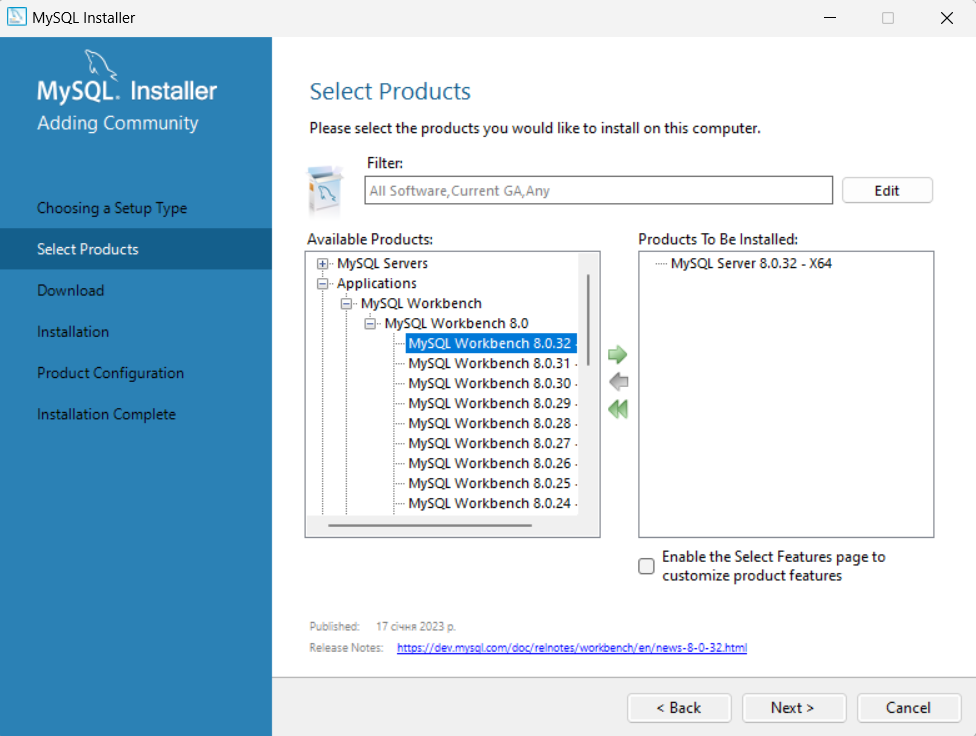 MySQL Installer
MySQL. Installer
Adding Community
Choosing a Setup Type
Select Products
Download
Installation
Product Configuration
Installation Complete
Select Products
Please select the products you would like to install on this computer.
Filter:
All Software,Current GA,Any
Edit
Available Products:
MySQL Servers
Applications
MySQL Workbench
MySQL Workbench 8.0
MySQL Workbench 8.0.32 -
MySQL Workbench 8.0.31 -
MySQL Workbench 8.0.30 -
MySQL Workbench 8.0.29 -
MySQL Workbench 8.0.28 -
MySQL Workbench 8.0.27 -
MySQL Workbench 8.0.26 -
MySQL Workbench 8.0.25 -
MySQL Workbench 8.0.24 -
Products To Be Installed:
MySQL Server 8.0.32 - X64
Enable the Select Features page to
customize product features
Published: 17 січня 2023 р.
Release Notes: https://dev.mysql.com/doc/relnotes/workbench/en/news-8-0-32.html
< Back
Next >
Cancel